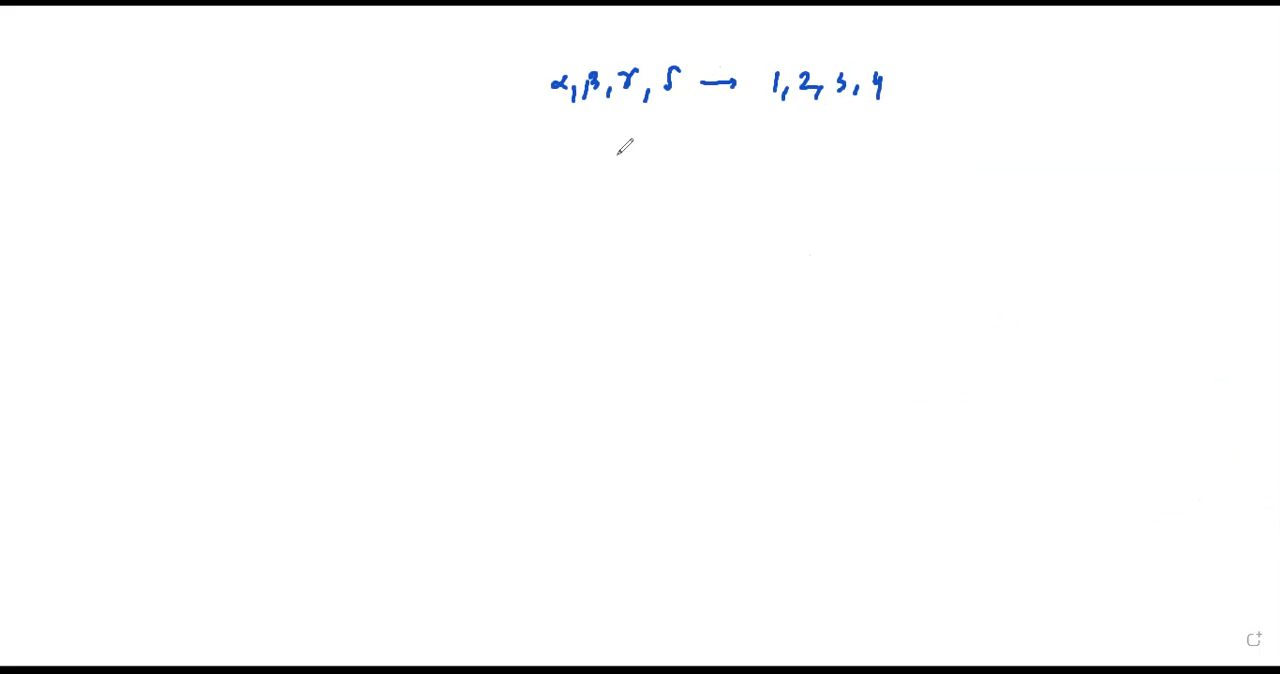 α, β, γ, δ → 1, 2, 3, 4